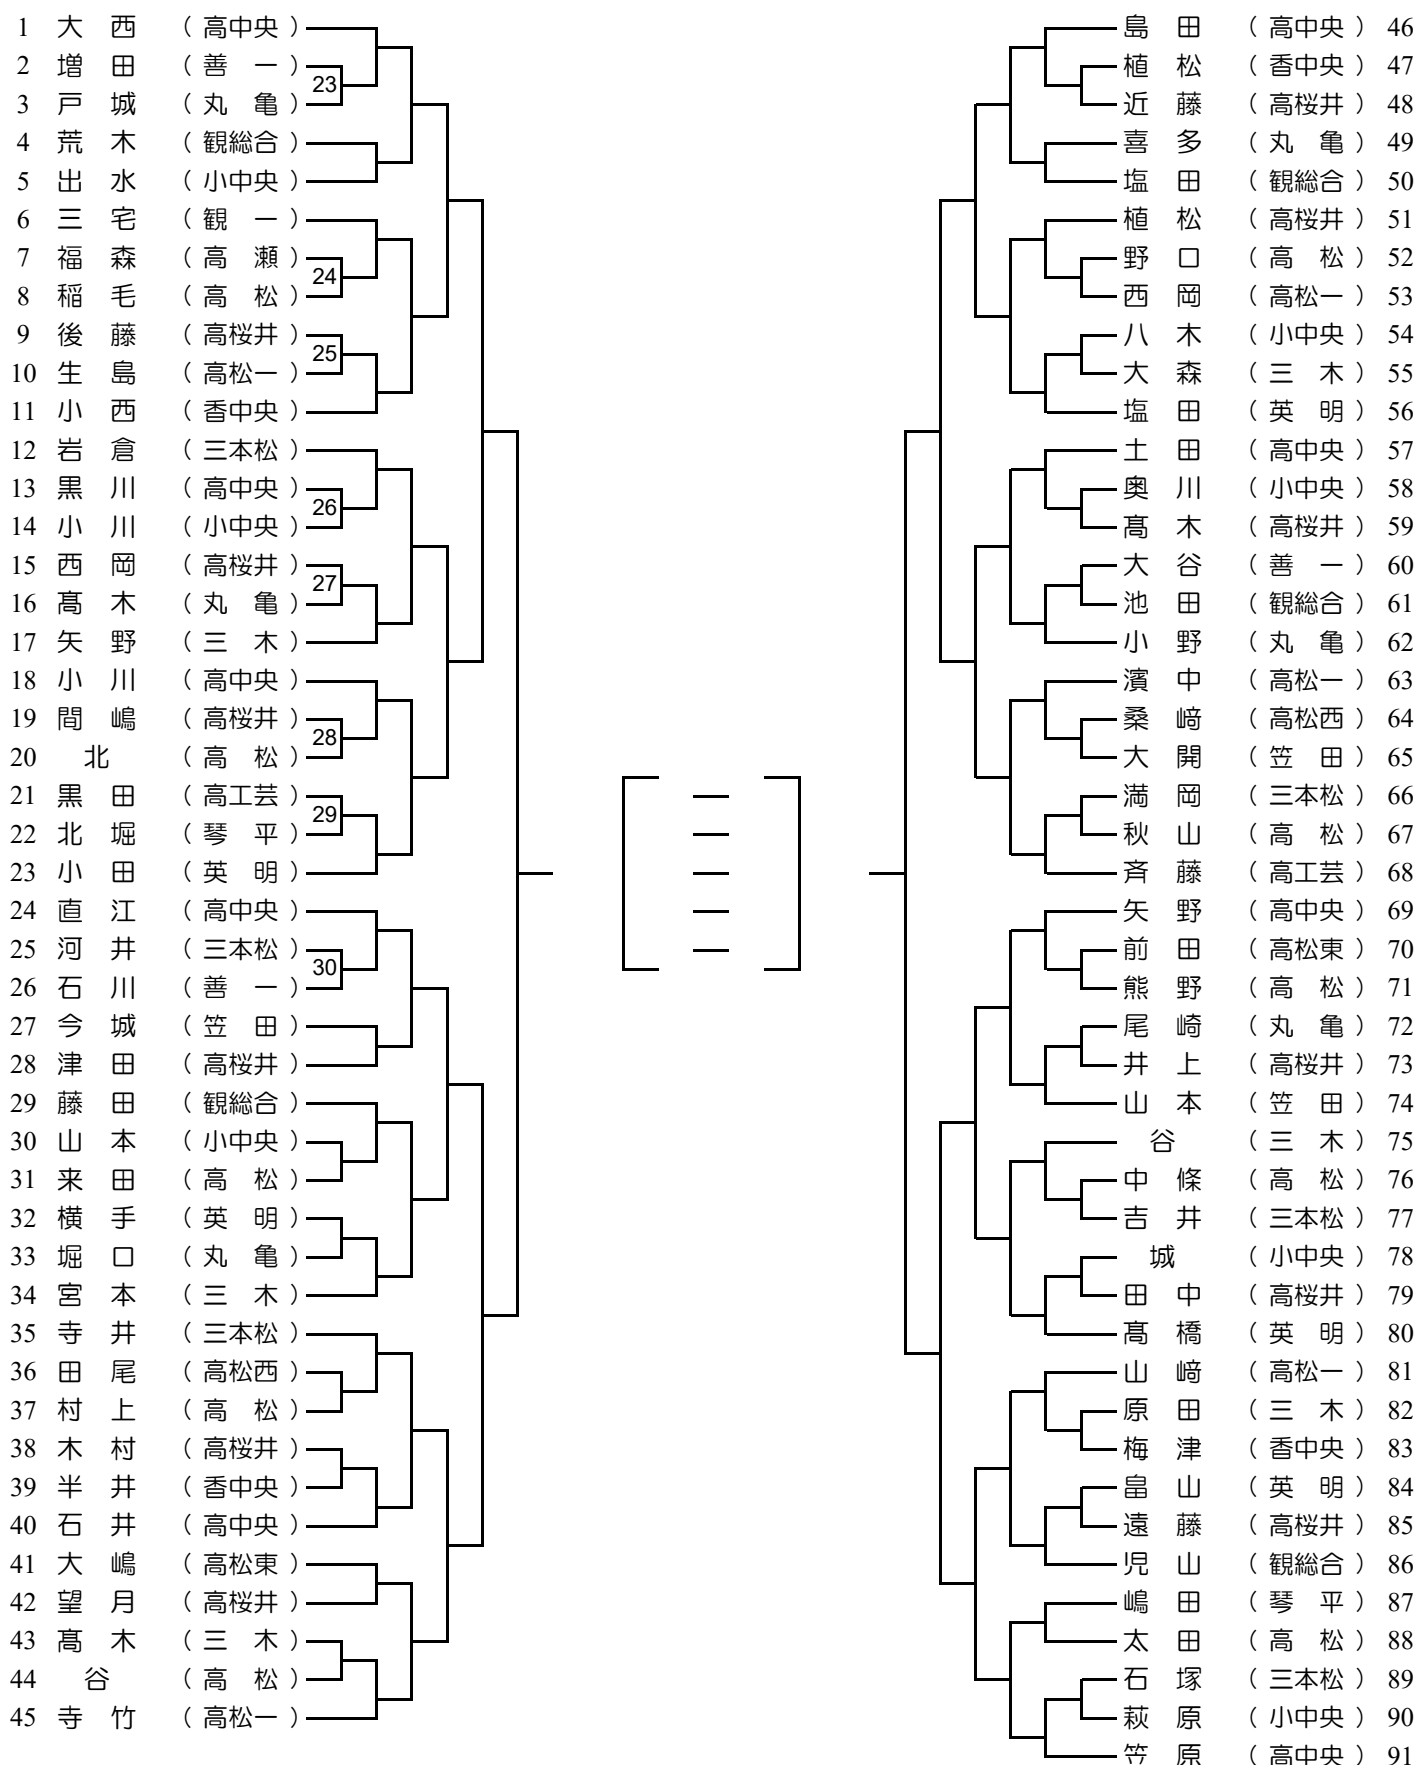 1 大西 （高中央）
2 増田 （善一）
23
3 戸城 （丸亀）
4 荒木 （観総合）
5 出水 （小中央）
6 三宅 （観一）
7 福森 （高瀬）
24
8 稲毛 （高松）
9 後藤 （高桜井）
25
10 生島 （高松一）
11 小西 （香中央）
12 岩倉 （三本松）
13 黒川 （高中央）
26
14 小川 （小中央）
15 西岡 （高桜井）
27
16 髙木 （丸亀）
17 矢野 （三木）
18 小川 （高中央）
19 間嶋 （高桜井）
28
20 北 （高松）
21 黒田 （高工芸）
29
22 北堀 （琴平）
23 小田 （英明）
24 直江 （高中央）
25 河井 （三本松）
30
26 石川 （善一）
27 今城 （笠田）
28 津田 （高桜井）
29 藤田 （観総合）
30 山本 （小中央）
31 来田 （高松）
32 横手 （英明）
33 堀口 （丸亀）
34 宮本 （三木）
35 寺井 （三本松）
36 田尾 （高松西）
37 村上 （高松）
38 木村 （高桜井）
39 半井 （香中央）
40 石井 （高中央）
41 大嶋 （高松東）
42 望月 （高桜井）
43 髙木 （三木）
44 谷 （高松）
45 寺竹 （高松一）
―
―
―
―
―
島田 （高中央） 46
植松 （香中央） 47
近藤 （高桜井） 48
喜多 （丸亀） 49
塩田 （観総合） 50
植松 （高桜井） 51
野口 （高松） 52
西岡 （高松一） 53
八木 （小中央） 54
大森 （三木） 55
塩田 （英明） 56
土田 （高中央） 57
奥川 （小中央） 58
髙木 （高桜井） 59
大谷 （善一） 60
池田 （観総合） 61
小野 （丸亀） 62
濱中 （高松一） 63
桑﨑 （高松西） 64
大開 （笠田） 65
満岡 （三本松） 66
秋山 （高松） 67
斉藤 （高工芸） 68
矢野 （高中央） 69
前田 （高松東） 70
熊野 （高松） 71
尾崎 （丸亀） 72
井上 （高桜井） 73
山本 （笠田） 74
谷 （三木） 75
中條 （高松） 76
吉井 （三本松） 77
城 （小中央） 78
田中 （高桜井） 79
髙橋 （英明） 80
山﨑 （高松一） 81
原田 （三木） 82
梅津 （香中央） 83
畠山 （英明） 84
遠藤 （高桜井） 85
児山 （観総合） 86
嶋田 （琴平） 87
太田 （高松） 88
石塚 （三本松） 89
萩原 （小中央） 90
笠原 （高中央） 91